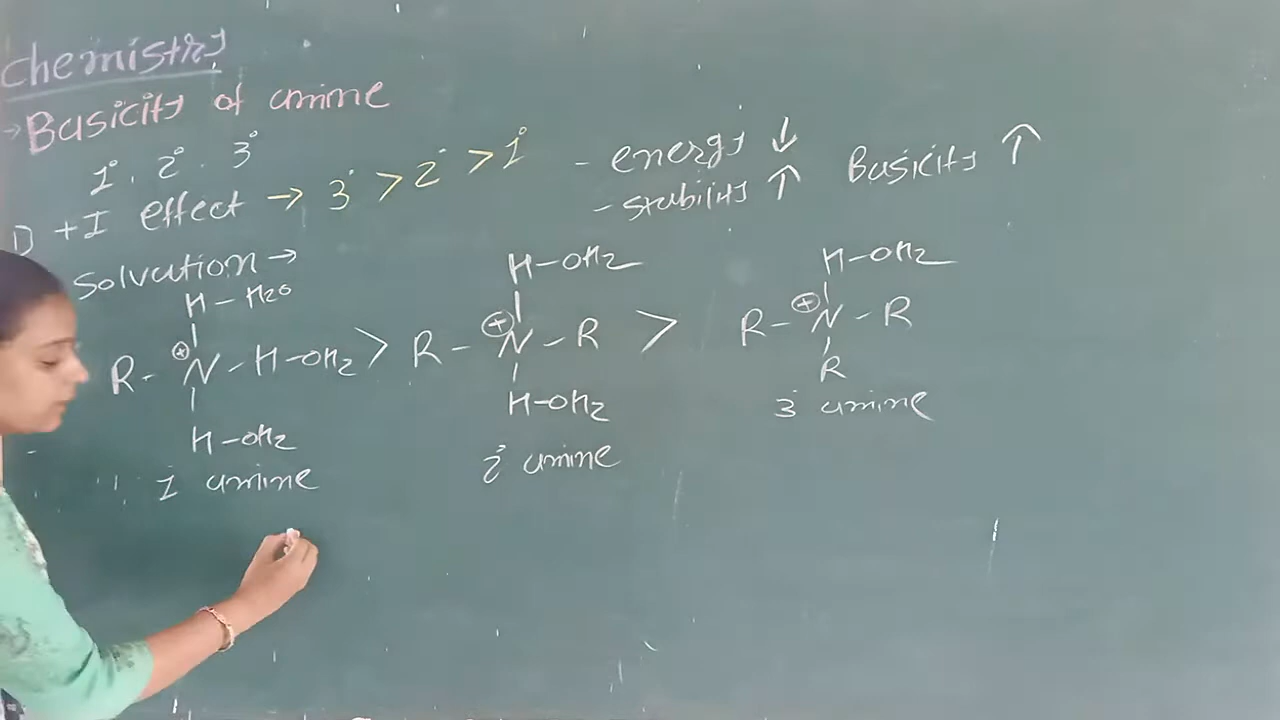 Chemistry
→ Basicity of amine
1°, 2°, 3°
1) +I effect → 3° > 2° > 1°
- energy ↓
- stability ↑
Basicity ↑
Solvation →
H - H2O
R - N⊕ - H - OH2
H - OH2
1° amine
>
H - OH2
R - N⊕ - R
H - OH2
2° amine
>
H - OH2
R - N⊕ - R
R
3° amine